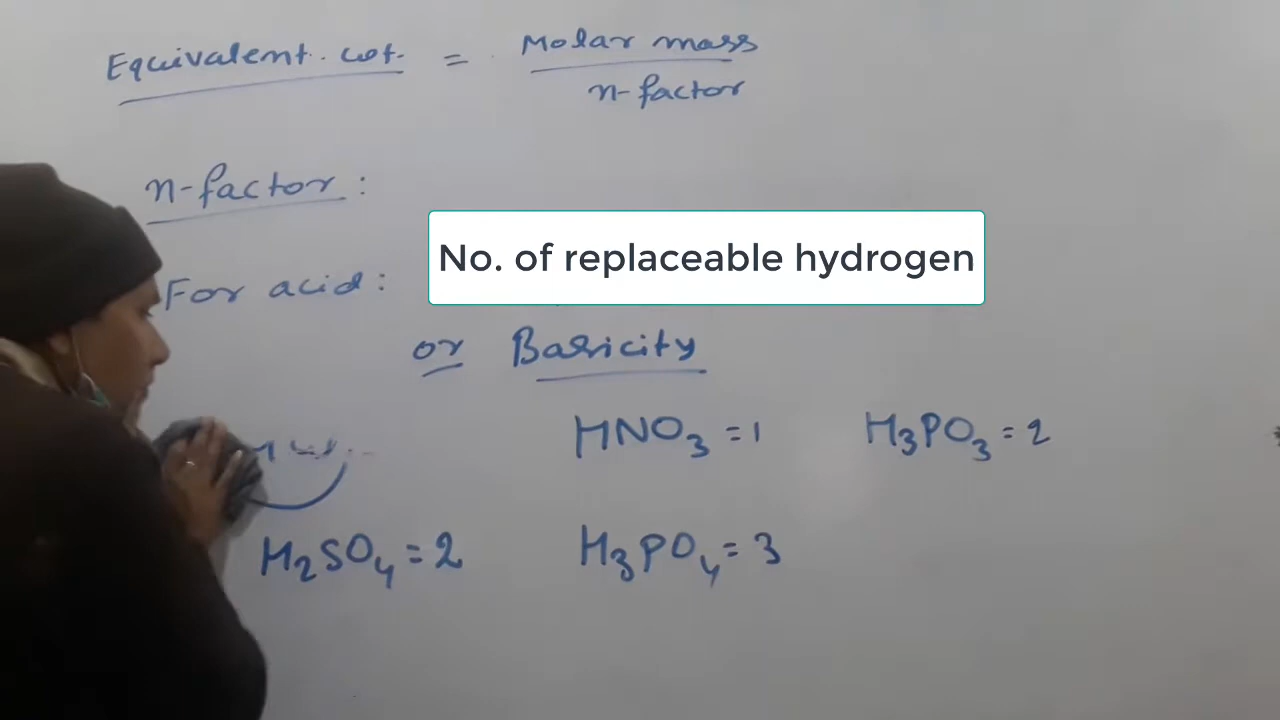 Equivalent. wt. = Molar mass
n-factor
n-factor:
No. of replaceable hydrogen
For acid:
or Basicity
HNO3 = 1 H3PO3 = 2
H2SO4 = 2 H3PO4 = 3